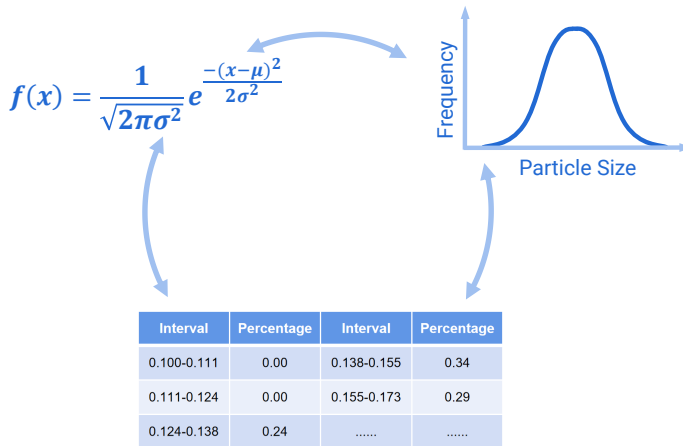 f(x) = 1/√(2πσ²) e^(−(x−μ)²/2σ²)
Frequency
Particle Size
Interval Percentage Interval Percentage
0.100-0.111 0.00 0.138-0.155 0.34
0.111-0.124 0.00 0.155-0.173 0.29
0.124-0.138 0.24 ...... ......